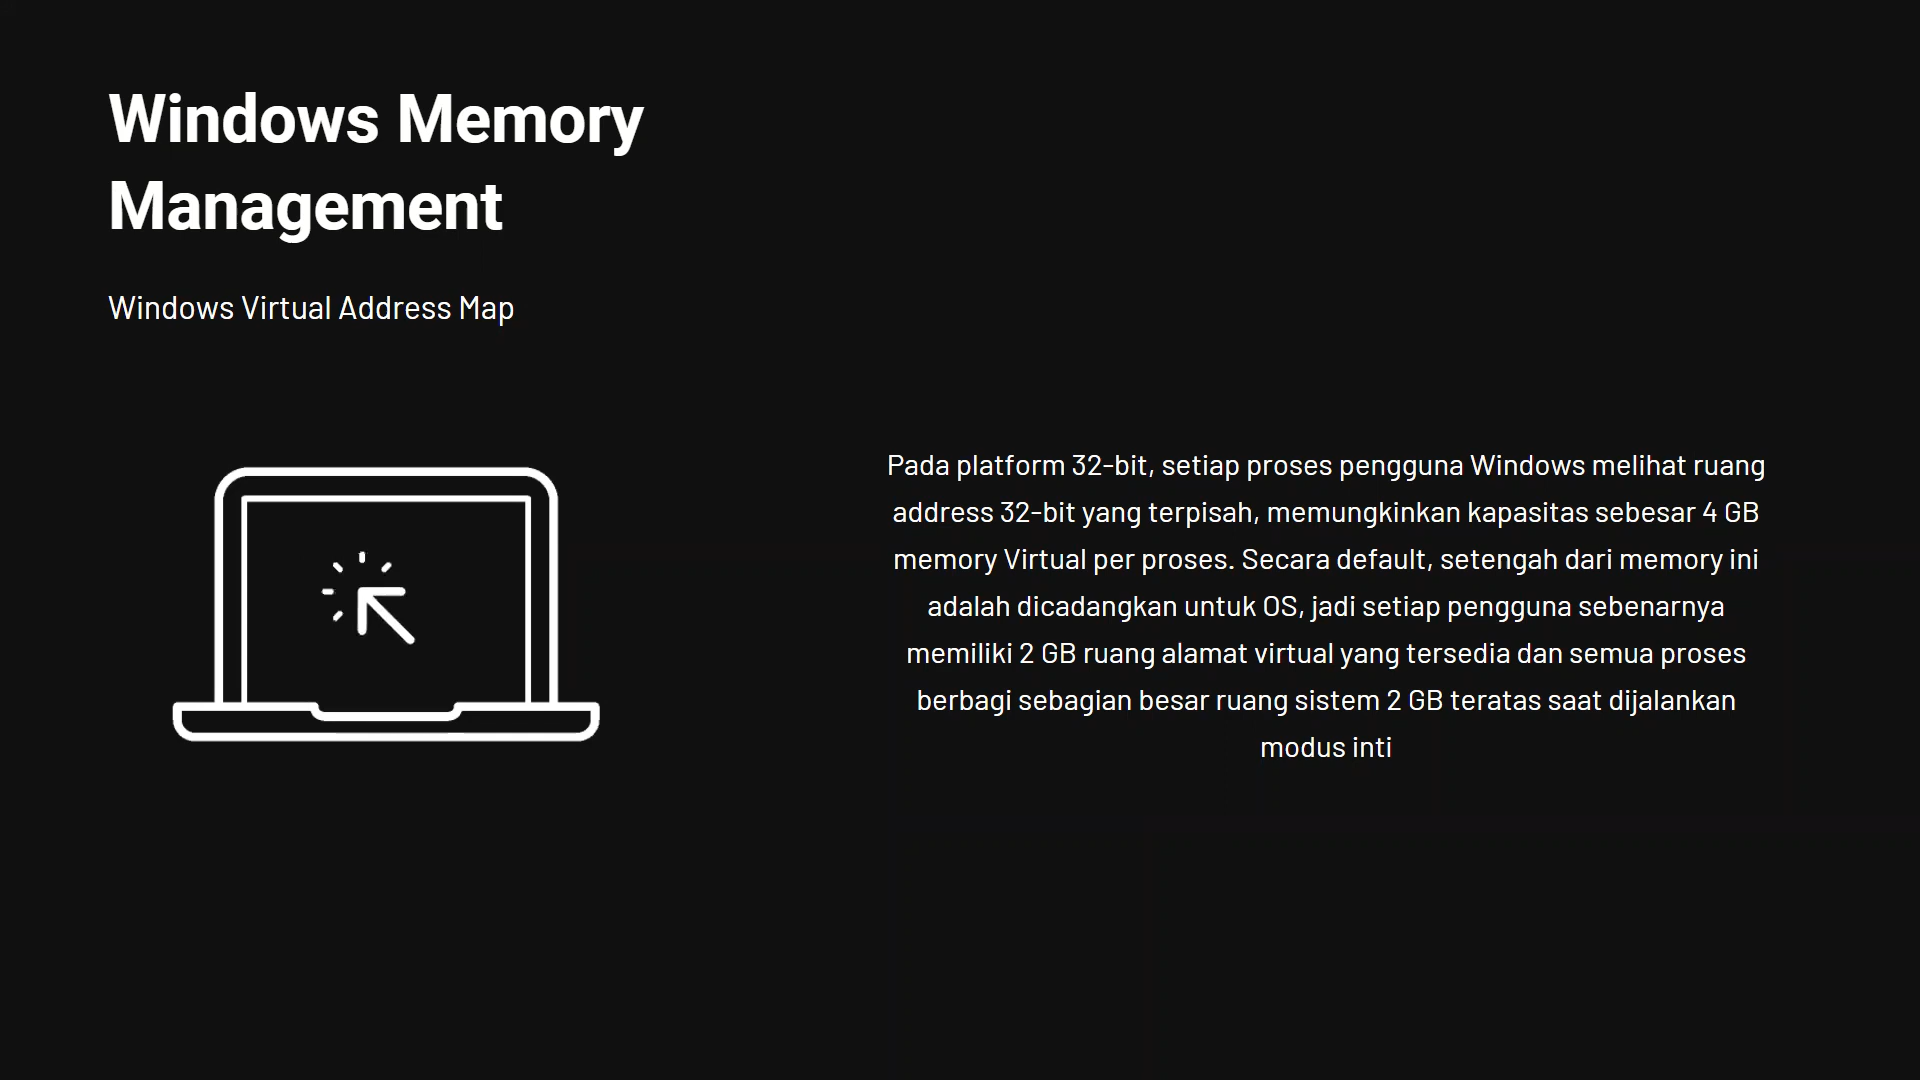 Windows Memory
Management
Windows Virtual Address Map
Pada platform 32-bit, setiap proses pengguna Windows melihat ruang
address 32-bit yang terpisah, memungkinkan kapasitas sebesar 4 GB
memory Virtual per proses. Secara default, setengah dari memory ini
adalah dicadangkan untuk OS, jadi setiap pengguna sebenarnya
memiliki 2 GB ruang alamat virtual yang tersedia dan semua proses
berbagi sebagian besar ruang sistem 2 GB teratas saat dijalankan
modus inti